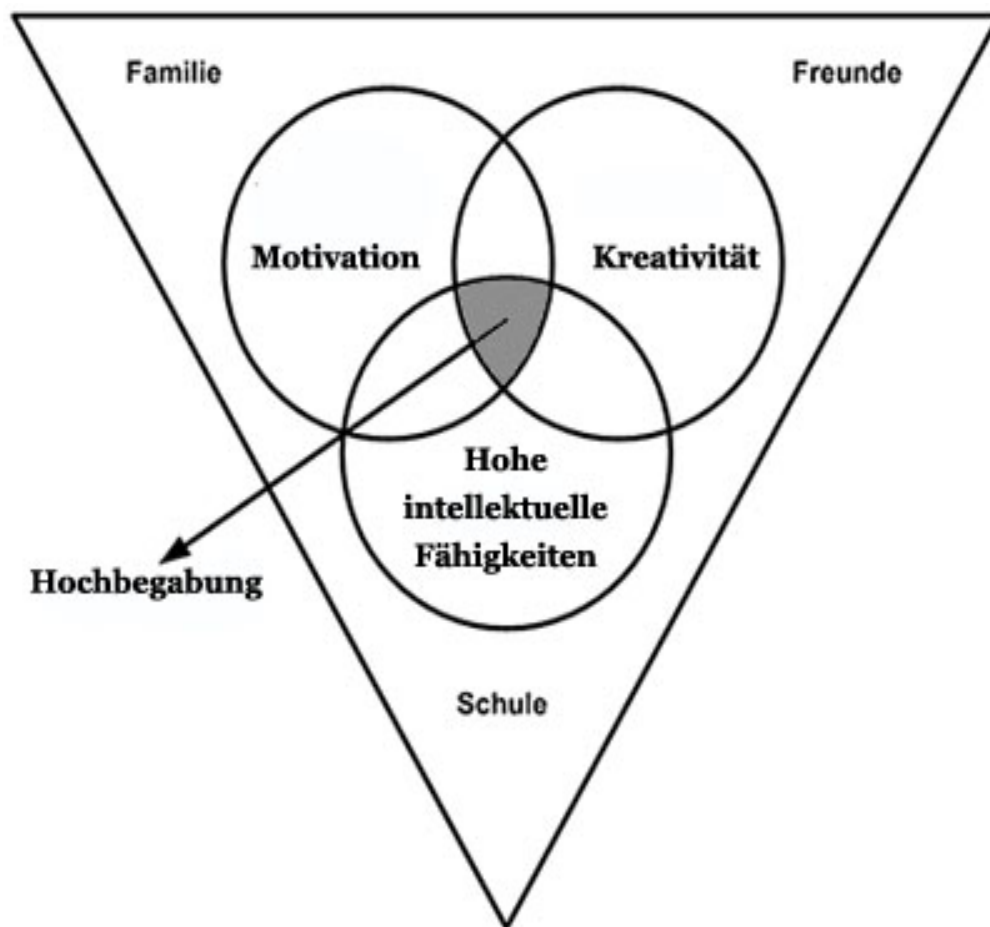 Familie
Freunde
Motivation
Kreativität
Hohe
intellektuelle
Fähigkeiten
Hochbegabung
Schule